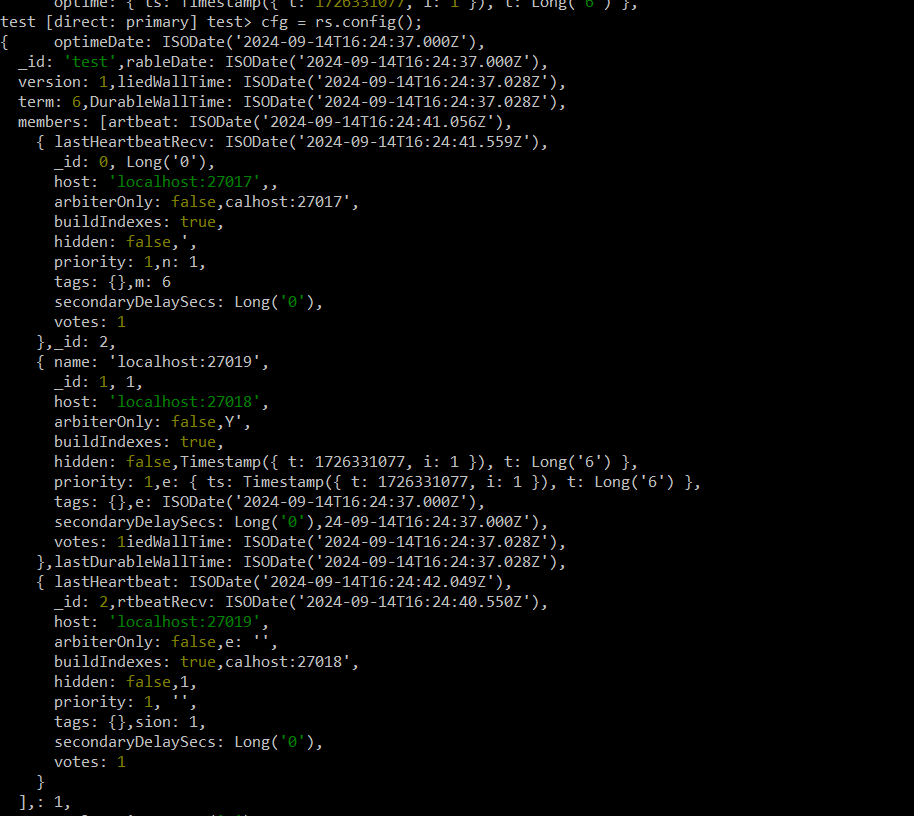 optime: { ts: Timestamp({ t: 1726331077, i: 1 }), t: Long('6') },
test [direct: primary] test> cfg = rs.config();
{     optimeDate: ISODate('2024-09-14T16:24:37.000Z'),
  _id: 'test',rableDate: ISODate('2024-09-14T16:24:37.000Z'),
  version: 1,liedWallTime: ISODate('2024-09-14T16:24:37.028Z'),
  term: 6,DurableWallTime: ISODate('2024-09-14T16:24:37.028Z'),
  members: [artbeat: ISODate('2024-09-14T16:24:41.056Z'),
    { lastHeartbeatRecv: ISODate('2024-09-14T16:24:41.559Z'),
      _id: 0, Long('0'),
      host: 'localhost:27017',,
      arbiterOnly: false,calhost:27017',
      buildIndexes: true,
      hidden: false,',
      priority: 1,n: 1,
      tags: {},m: 6
      secondaryDelaySecs: Long('0'),
      votes: 1
    },_id: 2,
    { name: 'localhost:27019',
      _id: 1, 1,
      host: 'localhost:27018',
      arbiterOnly: false,Y',
      buildIndexes: true,
      hidden: false,Timestamp({ t: 1726331077, i: 1 }), t: Long('6') },
      priority: 1,e: { ts: Timestamp({ t: 1726331077, i: 1 }), t: Long('6') },
      tags: {},e: ISODate('2024-09-14T16:24:37.000Z'),
      secondaryDelaySecs: Long('0'),24-09-14T16:24:37.000Z'),
      votes: 1iedWallTime: ISODate('2024-09-14T16:24:37.028Z'),
    },lastDurableWallTime: ISODate('2024-09-14T16:24:37.028Z'),
    { lastHeartbeat: ISODate('2024-09-14T16:24:42.049Z'),
      _id: 2,rtbeatRecv: ISODate('2024-09-14T16:24:40.550Z'),
      host: 'localhost:27019',
      arbiterOnly: false,e: '',
      buildIndexes: true,calhost:27018',
      hidden: false,1,
      priority: 1, '',
      tags: {},sion: 1,
      secondaryDelaySecs: Long('0'),
      votes: 1
    }
  ],: 1,